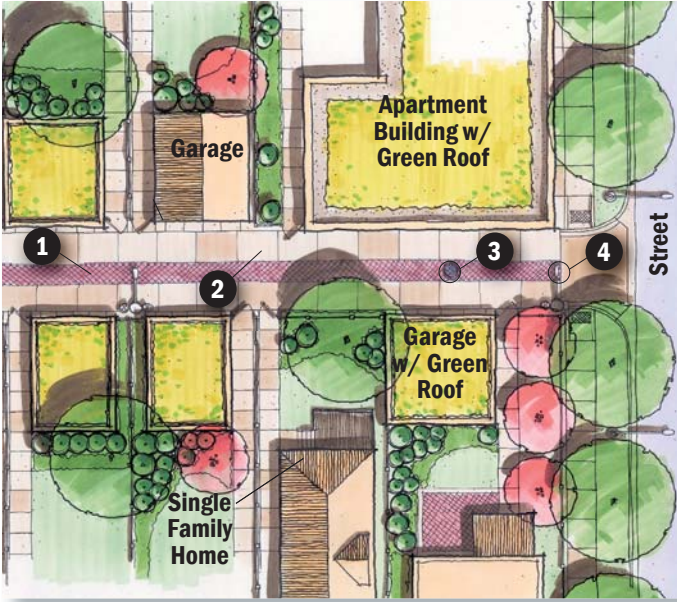 Apartment
Building w/
Green Roof
Garage
Street
1
2
3
4
Garage
w/ Green
Roof
Single
Family
Home